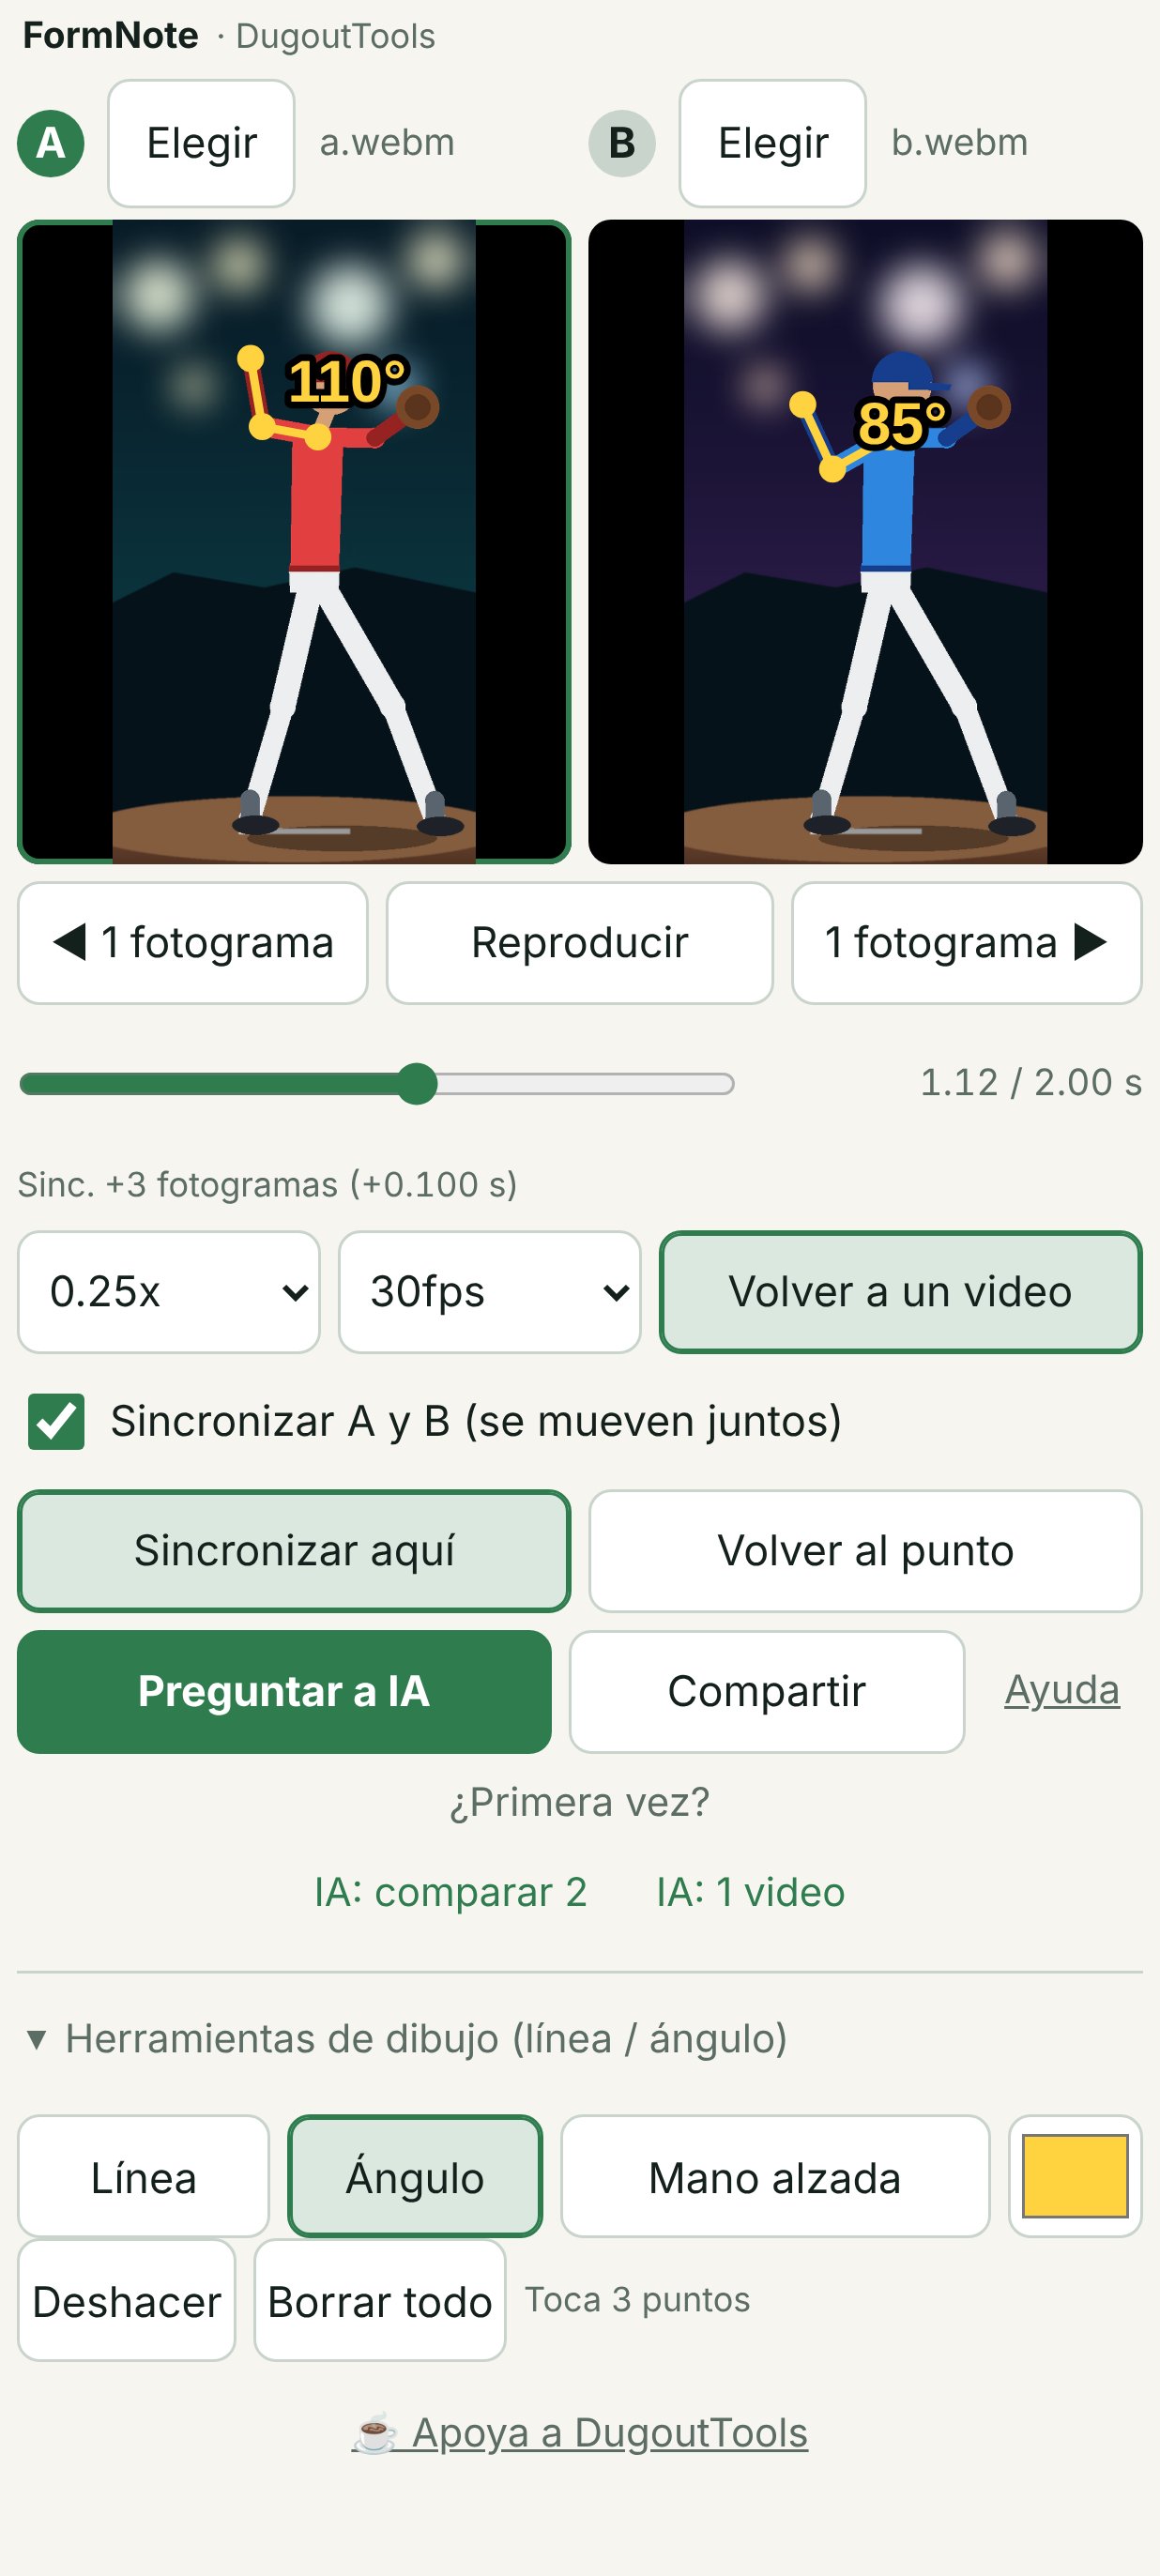 FormNote · DugoutTools
A Elegir a.webm B Elegir b.webm
110° 85°
◀ 1 fotograma Reproducir 1 fotograma ▶
1.12 / 2.00 s
Sinc. +3 fotogramas (+0.100 s)
0.25x 30fps Volver a un video
Sincronizar A y B (se mueven juntos)
Sincronizar aquí Volver al punto
Preguntar a IA Compartir Ayuda
¿Primera vez?
IA: comparar 2 IA: 1 video
▼ Herramientas de dibujo (línea / ángulo)
Línea Ángulo Mano alzada
Deshacer Borrar todo Toca 3 puntos
☕ Apoya a DugoutTools